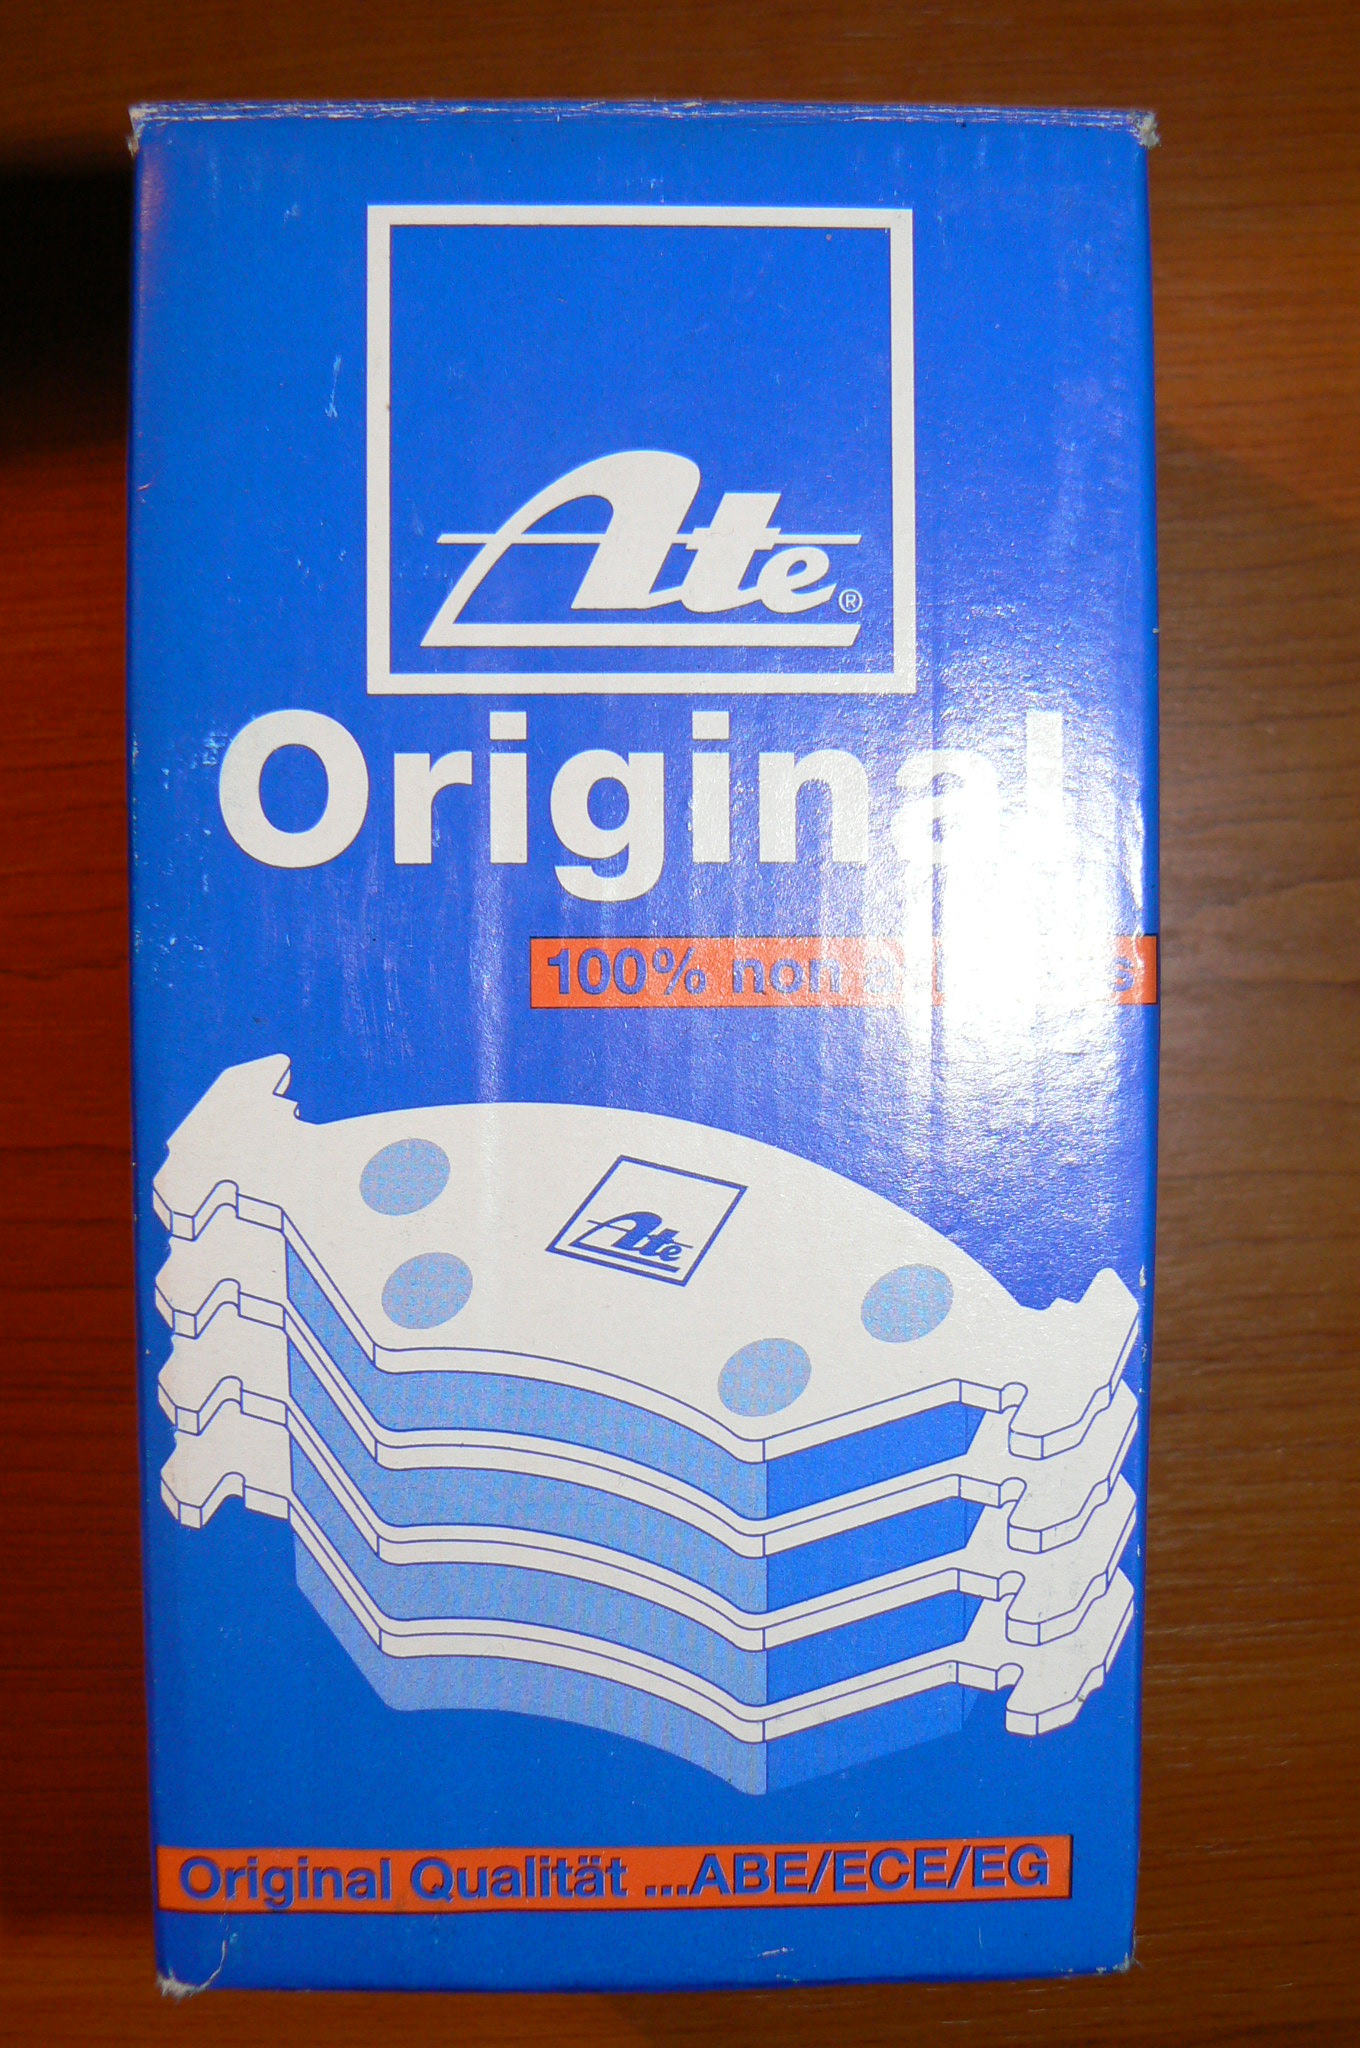 Ate®
Original
100% non
Ate
Original Qualität ...ABE/ECE/EG